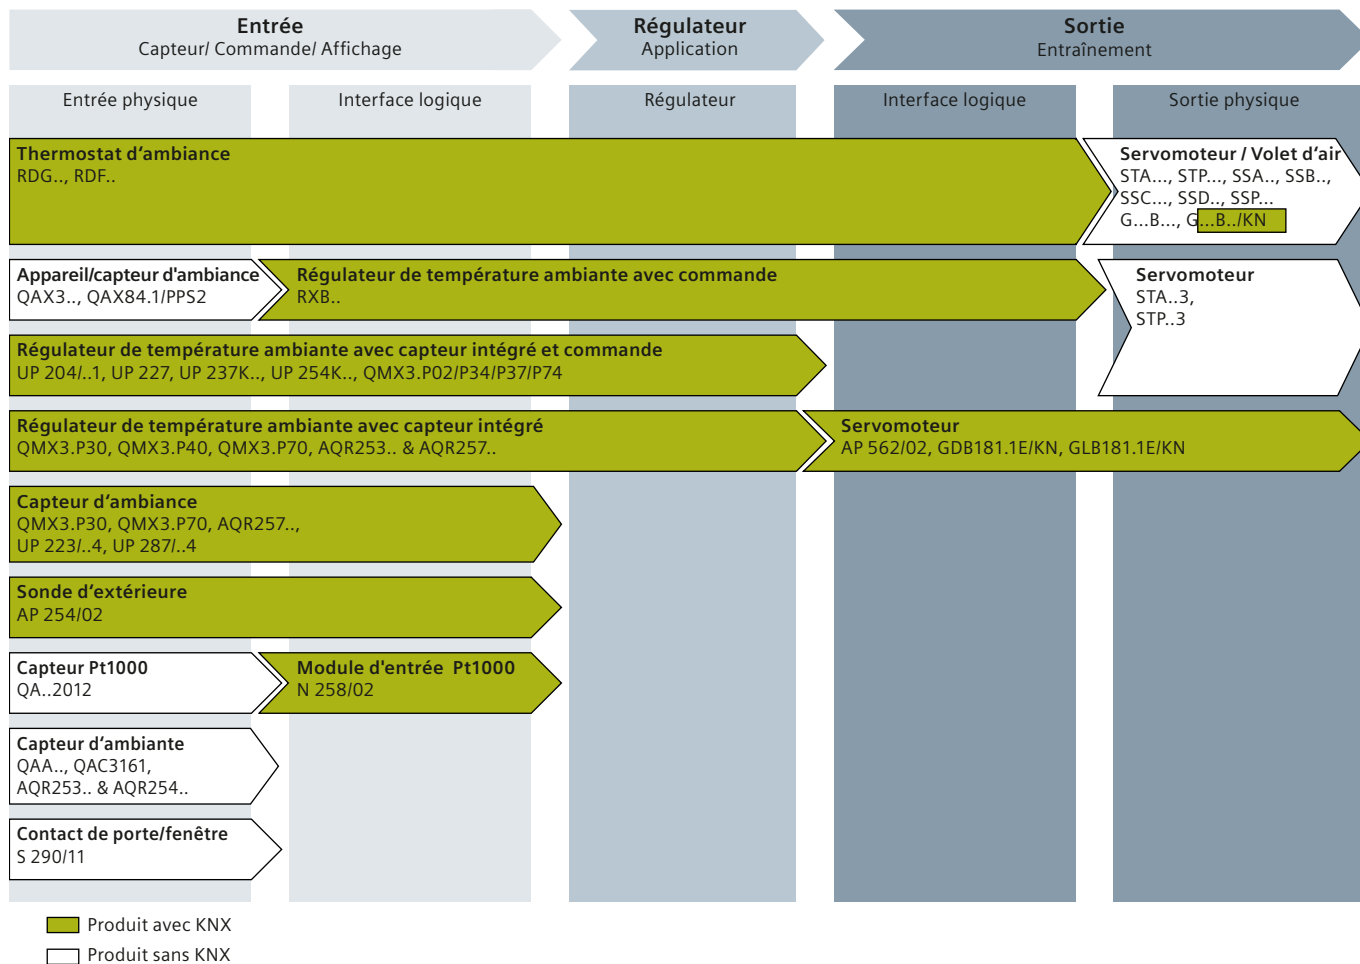 Entrée
Capteur/ Commande/ Affichage
Régulateur
Application
Sortie
Entraînement
Entrée physique
Interface logique
Régulateur
Interface logique
Sortie physique
Thermostat d‘ambiance
RDG.., RDF..
Servomoteur / Volet d‘air
STA..., STP..., SSA.., SSB..,
SSC..., SSD.., SSP...
G...B..., G...B../KN
Appareil/capteur d'ambiance
QAX3.., QAX84.1/PPS2
Régulateur de température ambiante avec commande
RXB..
Servomoteur
STA..3,
STP..3
Régulateur de température ambiante avec capteur intégré et commande
UP 204/..1, UP 227, UP 237K.., UP 254K.., QMX3.P02/P34/P37/P74
Régulateur de température ambiante avec capteur intégré
QMX3.P30, QMX3.P40, QMX3.P70, AQR253.. & AQR257..
Servomoteur
AP 562/02, GDB181.1E/KN, GLB181.1E/KN
Capteur d‘ambiance
QMX3.P30, QMX3.P70, AQR257..,
UP 223/..4, UP 287/..4
Sonde d‘extérieure
AP 254/02
Capteur Pt1000
QA..2012
Module d'entrée Pt1000
N 258/02
Capteur d‘ambiante
QAA.., QAC3161,
AQR253.. & AQR254..
Contact de porte/fenêtre
S 290/11
Produit avec KNX
Produit sans KNX